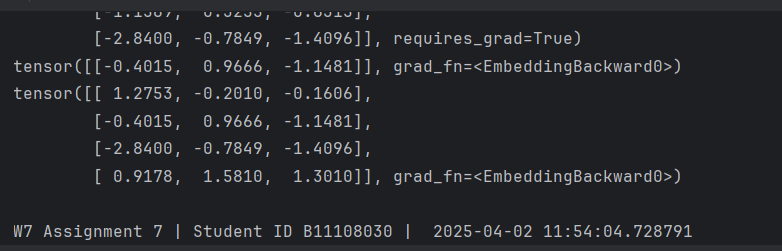 [-2.8400, -0.7849, -1.4096]], requires_grad=True)
tensor([[-0.4015,  0.9666, -1.1481]], grad_fn=<EmbeddingBackward0>)
tensor([[ 1.2753, -0.2010, -0.1606],
[-0.4015,  0.9666, -1.1481],
[-2.8400, -0.7849, -1.4096],
[ 0.9178,  1.5810,  1.3010]], grad_fn=<EmbeddingBackward0>)
W7 Assignment 7 | Student ID B11108030 |  2025-04-02 11:54:04.728791